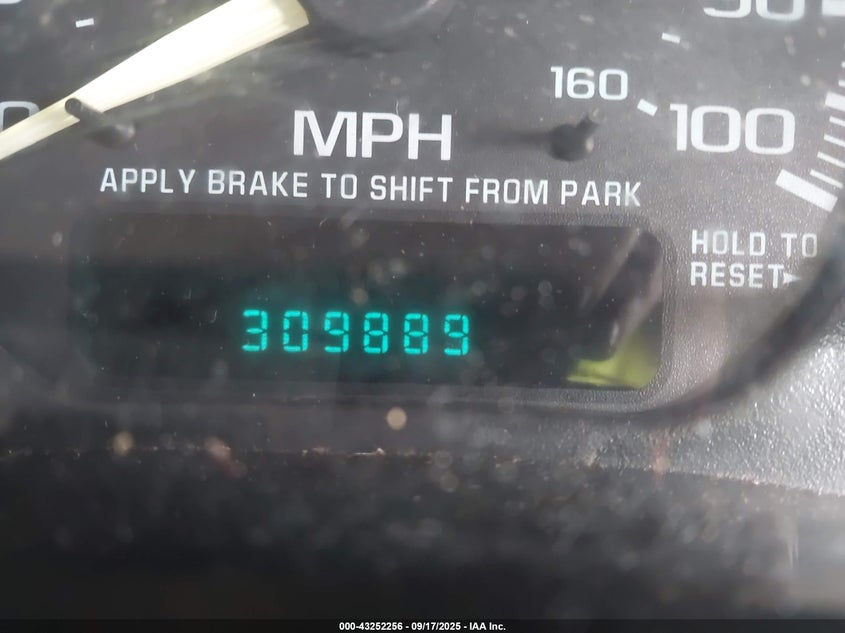 160
100
MPH
APPLY BRAKE TO SHIFT FROM PARK
HOLD TO
RESET
309889
000-43252256 - 09/17/2025 - IAA Inc.